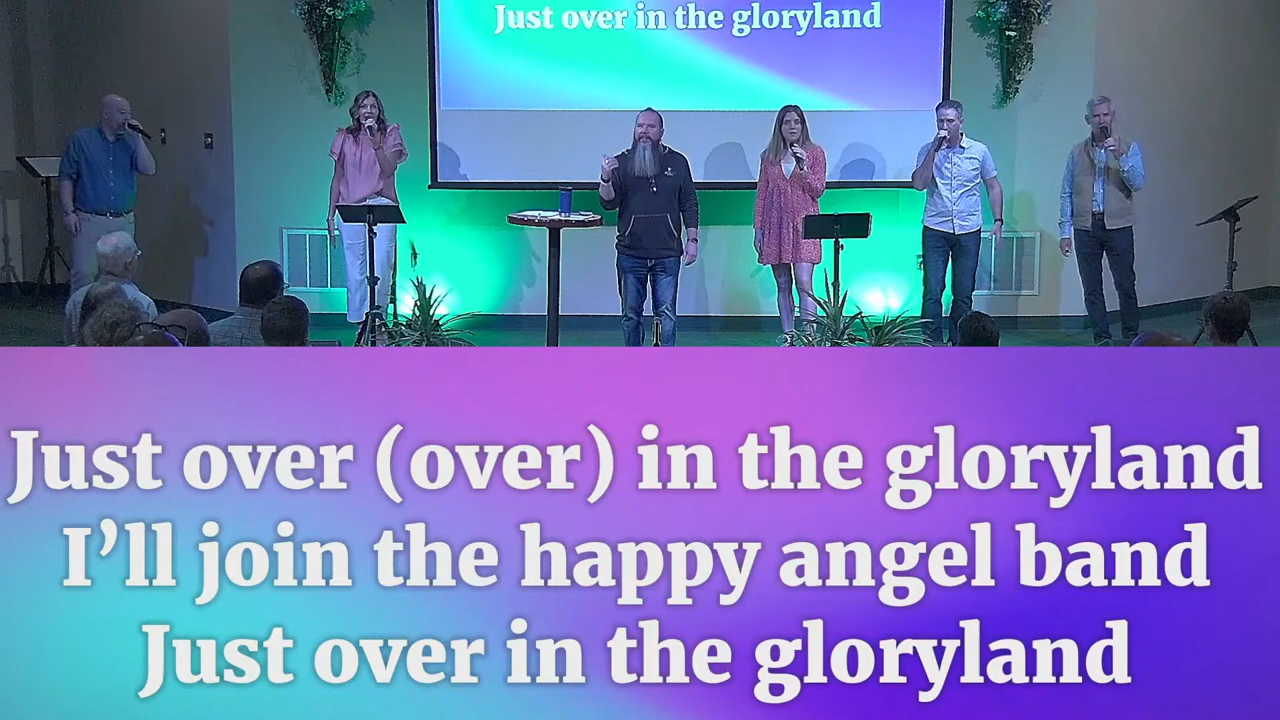 Just over in the gloryland
Just over (over) in the gloryland
I’ll join the happy angel band
Just over in the gloryland